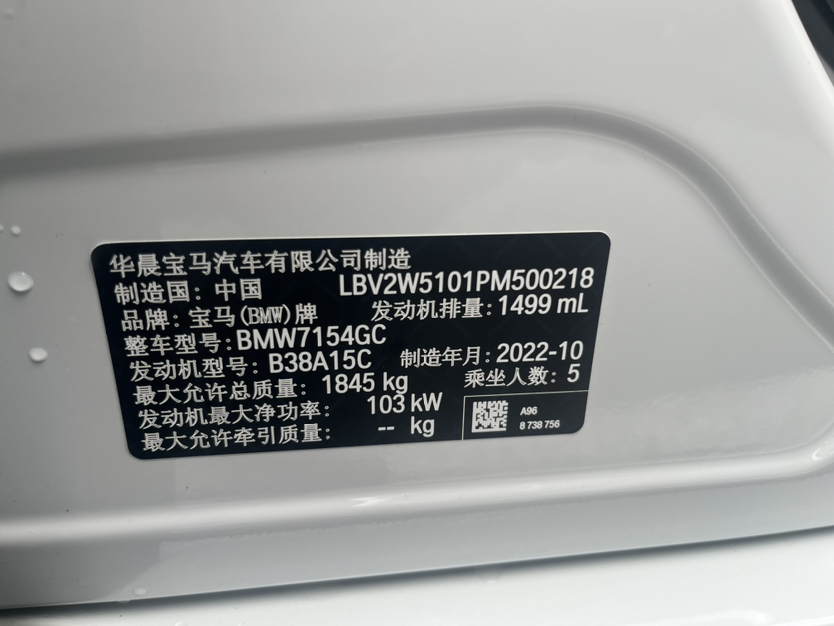 华晨宝马汽车有限公司制造
制造国: 中国 LBV2W5101PM500218
品牌: 宝马(BMW)牌 发动机排量: 1499 mL
整车型号: BMW7154GC
发动机型号: B38A15C 制造年月: 2022-10
最大允许总质量: 1845 kg 乘坐人数: 5
发动机最大净功率: 103 kW
最大允许牵引质量: -- kg
A96
8 738 756